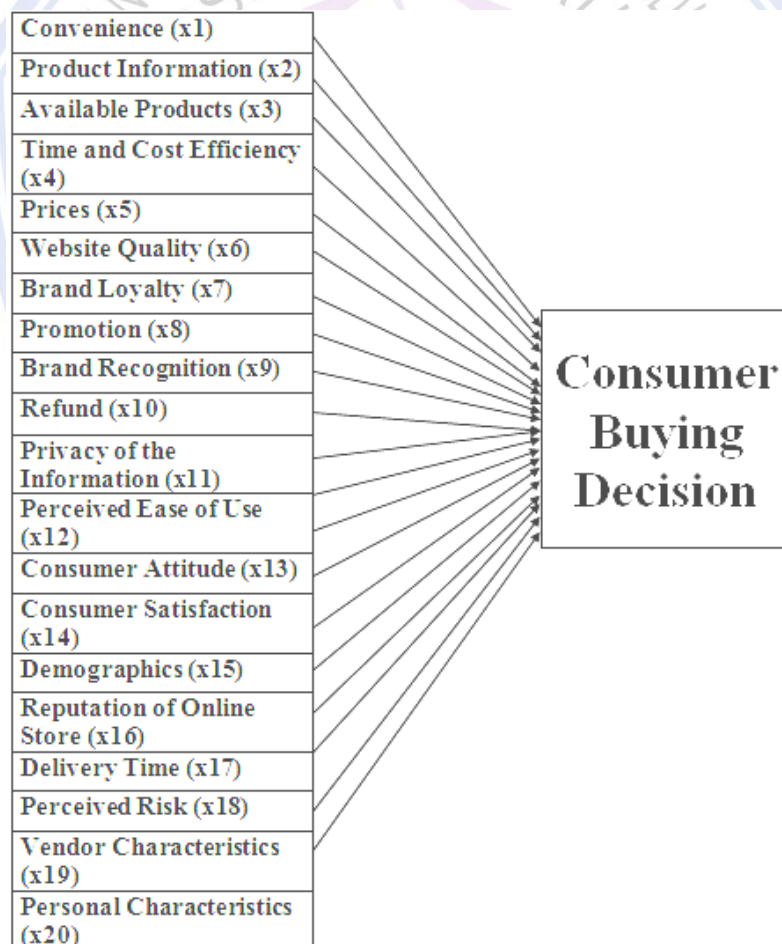 Convenience (x1)
Product Information (x2)
Available Products (x3)
Time and Cost Efficiency
(x4)
Prices (x5)
Website Quality (x6)
Brand Loyalty (x7)
Promotion (x8)
Brand Recognition (x9)
Refund (x10)
Privacy of the
Information (x11)
Perceived Ease of Use
(x12)
Consumer Attitude (x13)
Consumer Satisfaction
(x14)
Demographics (x15)
Reputation of Online
Store (x16)
Delivery Time (x17)
Perceived Risk (x18)
Vendor Characteristics
(x19)
Personal Characteristics
(x20)
Consumer
Buying
Decision